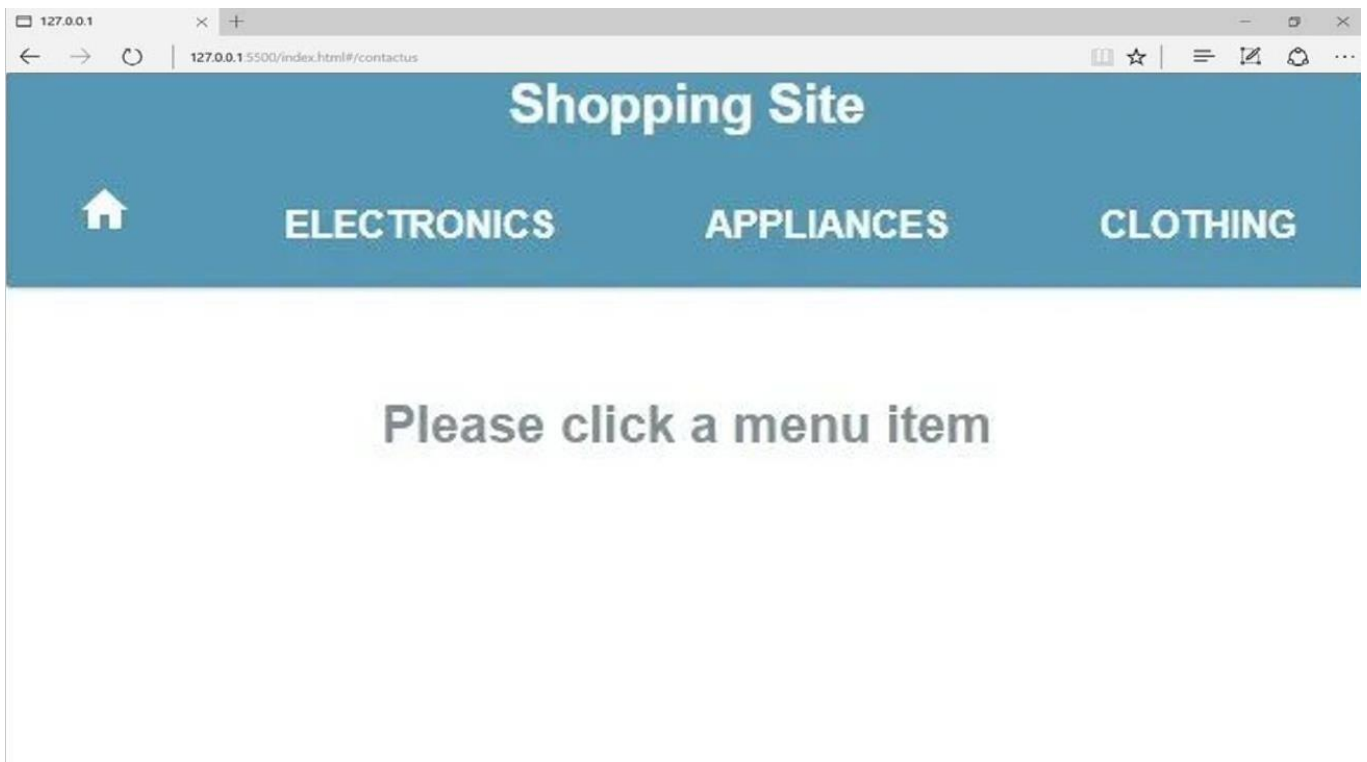 127.0.0.1
127.0.0.1:5500/index.html#/contactus
Shopping Site
ELECTRONICS
APPLIANCES
CLOTHING
Please click a menu item